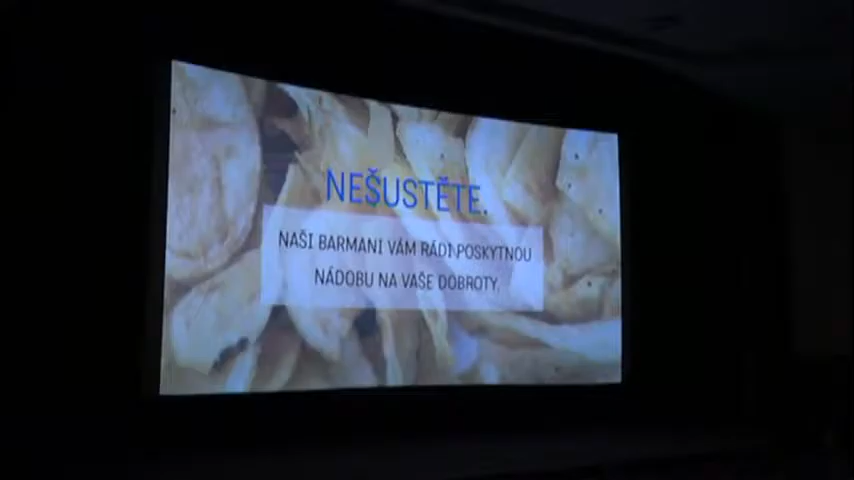 NEŠUSTĚTE.
NAŠI BARMANI VÁM RÁDI POSKYTNOU
NÁDOBU NA VAŠE DOBROTY.